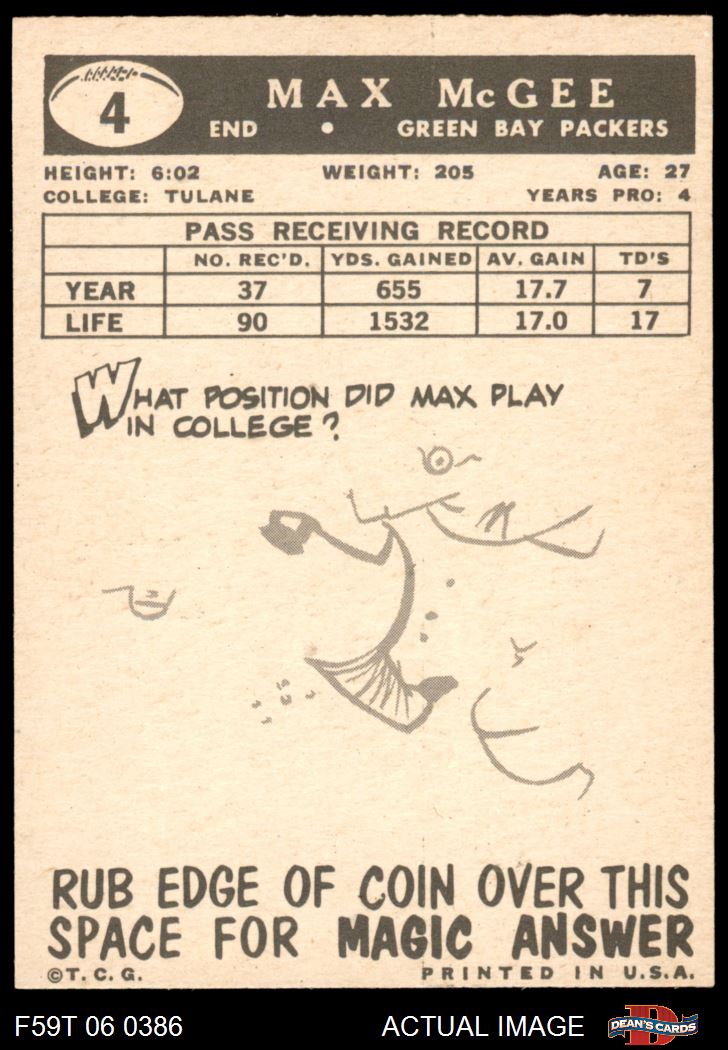 4
MAX McGEE
END • GREEN BAY PACKERS
HEIGHT: 6:02 WEIGHT: 205 AGE: 27
COLLEGE: TULANE YEARS PRO: 4
PASS RECEIVING RECORD
NO. REC'D. YDS. GAINED AV. GAIN TD'S
YEAR 37 655 17.7 7
LIFE 90 1532 17.0 17
WHAT POSITION DID MAX PLAY
IN COLLEGE?
RUB EDGE OF COIN OVER THIS
SPACE FOR MAGIC ANSWER
©T. C. G. PRINTED IN U.S.A.
F59T 06 0386 ACTUAL IMAGE D DEAN'S CARDS